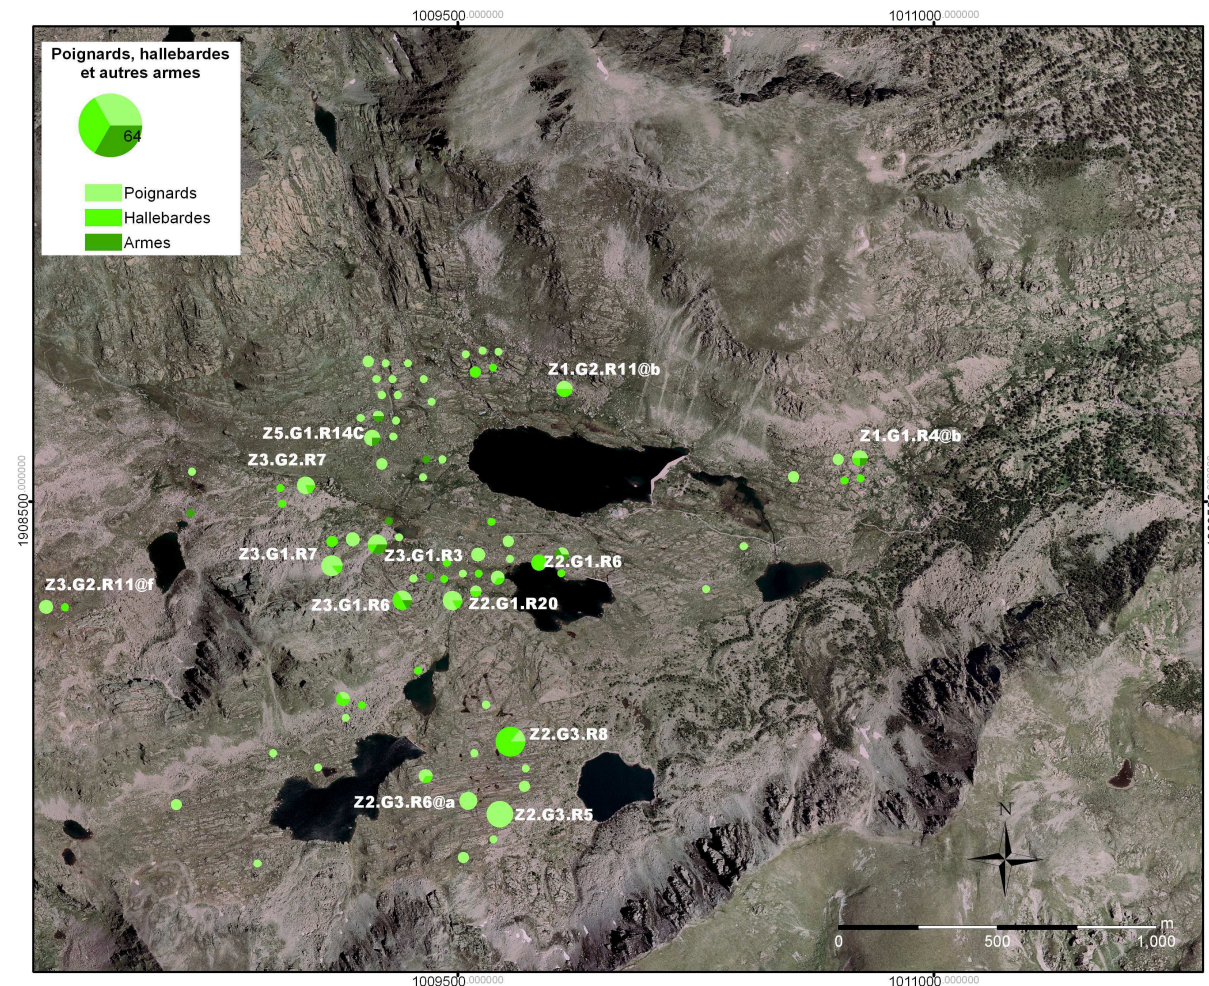 1009500.000000
1011000.000000
Poignards, hallebardes
et autres armes
64
Poignards
Hallebardes
Armes
Z1.G2.R11@b
Z5.G1.R14C
Z1.G1.R4@b
Z3.G2.R7
1908500.000000
Z3.G1.R7
Z3.G1.R3
Z2.G1.R6
Z3.G2.R11@f
Z3.G1.R6
Z2.G1.R20
Z2.G3.R8
Z2.G3.R6@a
Z2.G3.R5
N
m
0
500
1,000
1009500.000000
1011000.000000